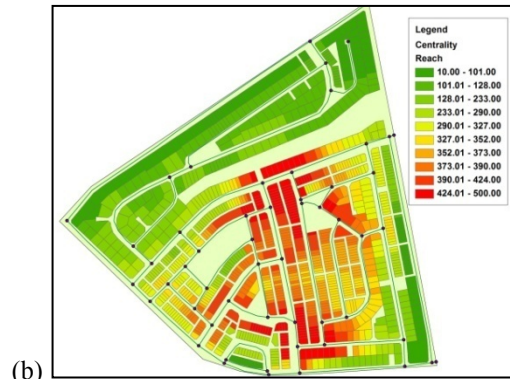 Legend
Centrality
Reach
10.00 - 101.00
101.01 - 128.00
128.01 - 233.00
233.01 - 290.00
290.01 - 327.00
327.01 - 352.00
352.01 - 373.00
373.01 - 390.00
390.01 - 424.00
424.01 - 500.00
(b)